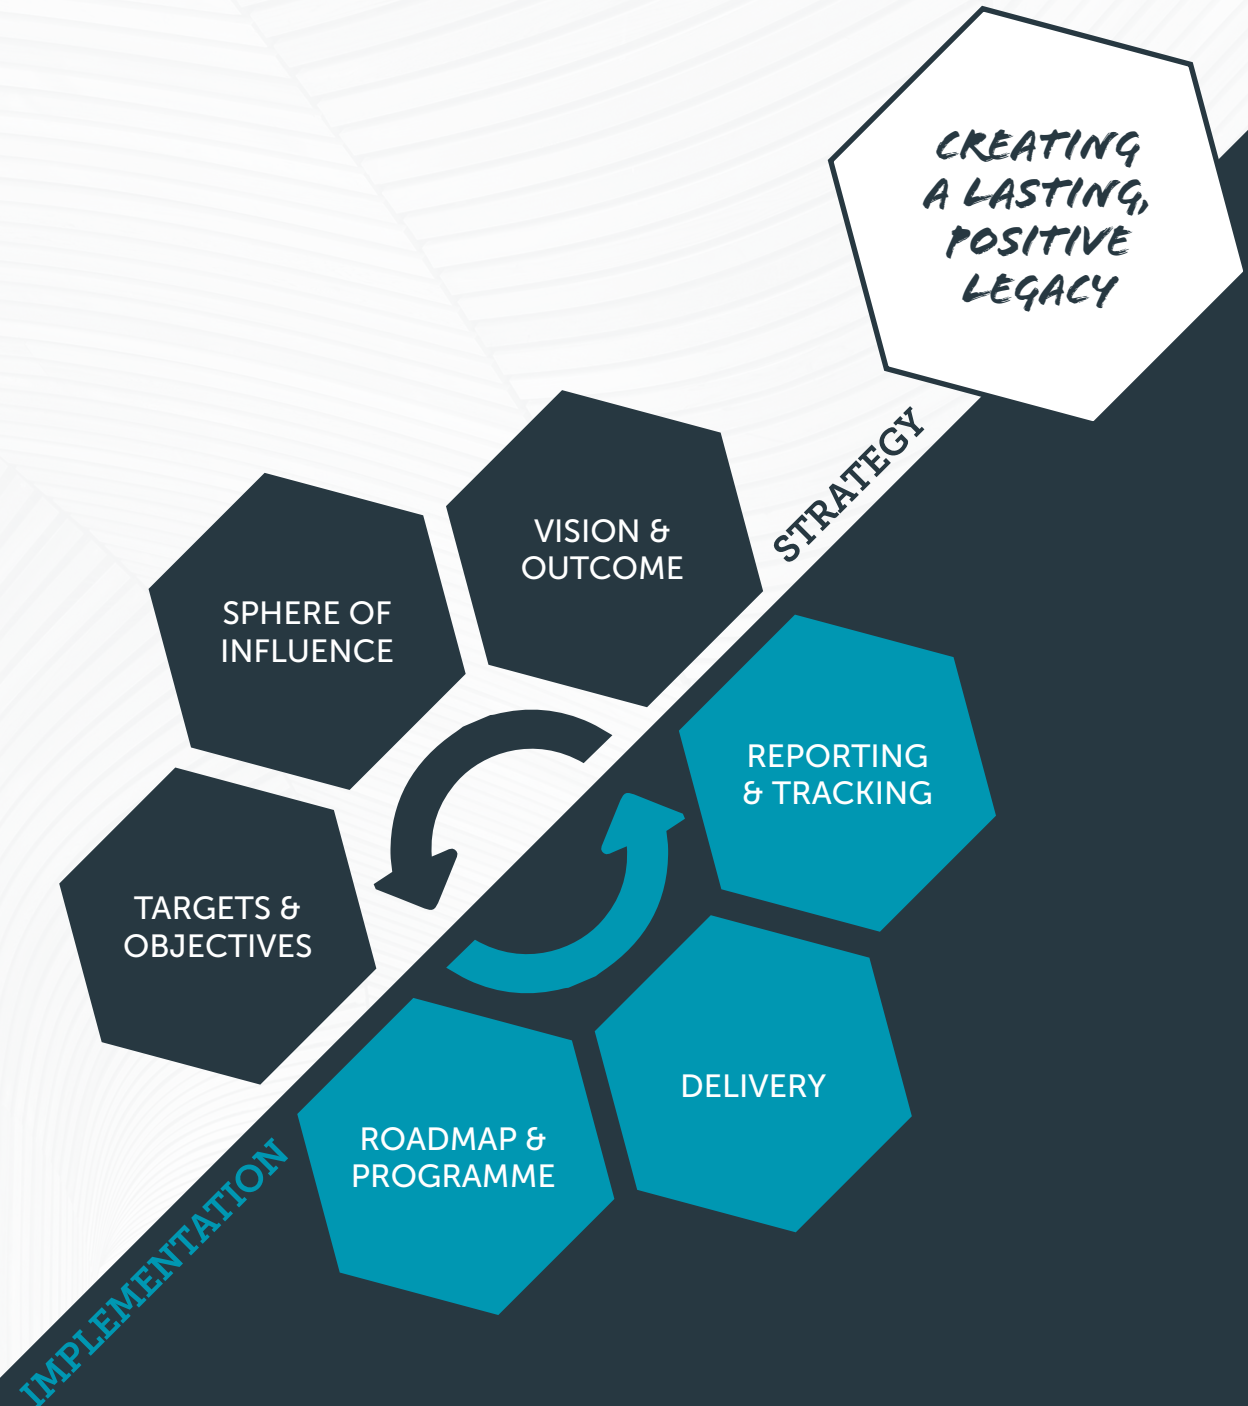 CREATING
A LASTING,
POSITIVE
LEGACY
STRATEGY
VISION &
OUTCOME
SPHERE OF
INFLUENCE
TARGETS &
OBJECTIVES
REPORTING
& TRACKING
DELIVERY
ROADMAP &
PROGRAMME
IMPLEMENTATION